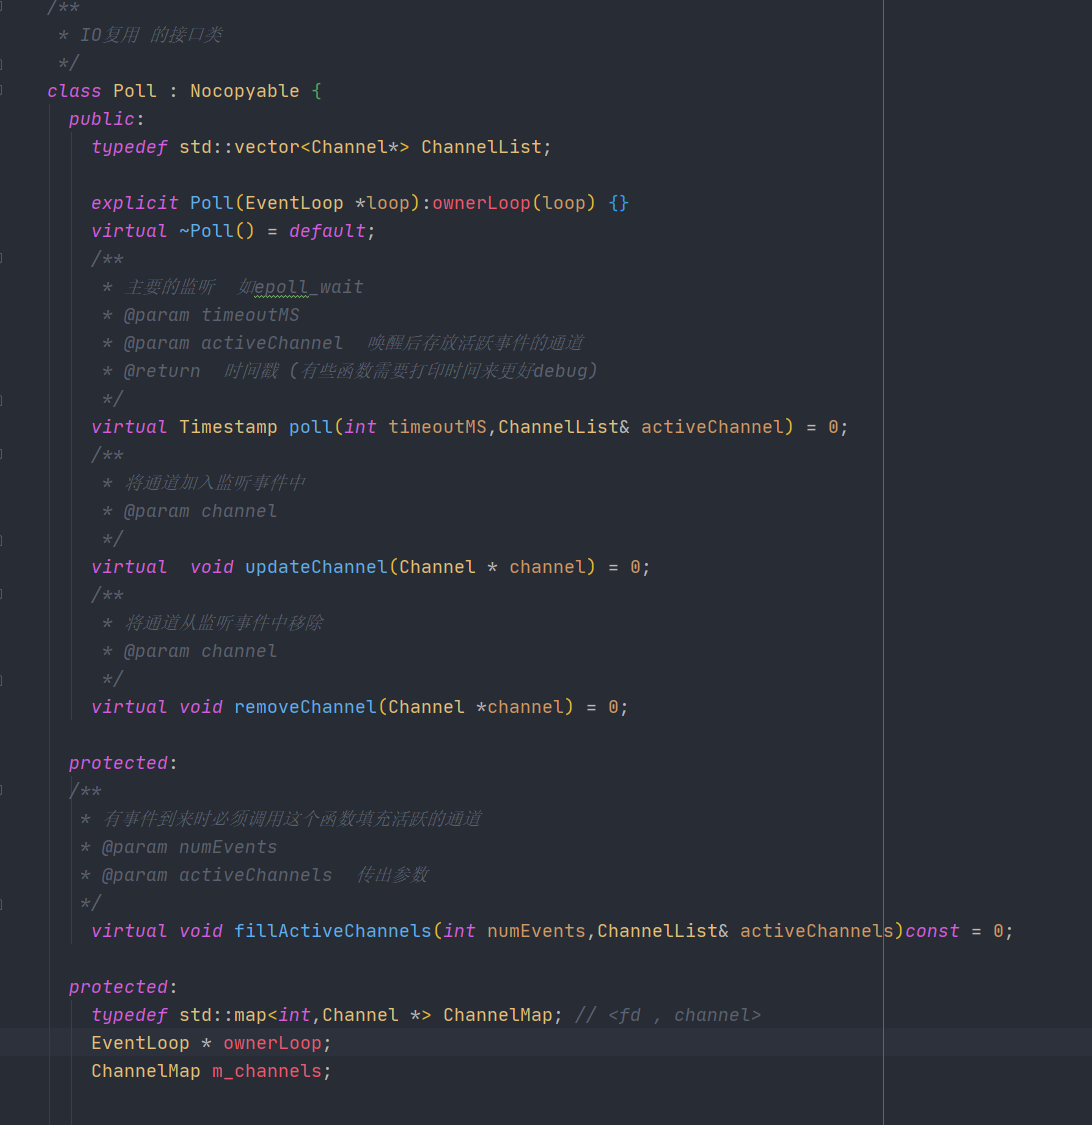 /**
 * IO复用 的接口类
 */
class Poll : Nocopyable {
  public:
    typedef std::vector<Channel*> ChannelList;

    explicit Poll(EventLoop *loop):ownerLoop(loop) {}
    virtual ~Poll() = default;
    /**
     * 主要的监听  如epoll_wait
     * @param timeoutMS
     * @param activeChannel  唤醒后存放活跃事件的通道
     * @return  时间戳 (有些函数需要打印时间来更好debug)
     */
    virtual Timestamp poll(int timeoutMS,ChannelList& activeChannel) = 0;
    /**
     * 将通道加入监听事件中
     * @param channel
     */
    virtual  void updateChannel(Channel * channel) = 0;
    /**
     * 将通道从监听事件中移除
     * @param channel
     */
    virtual void removeChannel(Channel *channel) = 0;

  protected:
  /**
   * 有事件到来时必须调用这个函数填充活跃的通道
   * @param numEvents
   * @param activeChannels  传出参数
   */
    virtual void fillActiveChannels(int numEvents,ChannelList& activeChannels)const = 0;

  protected:
    typedef std::map<int,Channel *> ChannelMap; // <fd , channel>
    EventLoop * ownerLoop;
    ChannelMap m_channels;